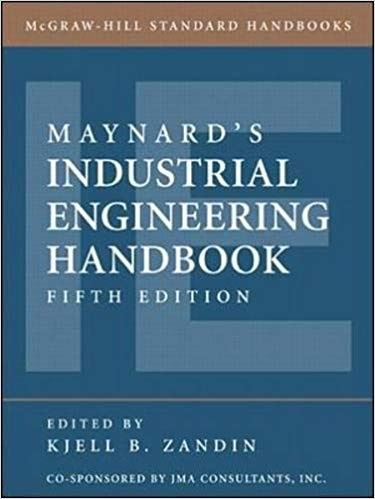 McGRAW-HILL STANDARD HANDBOOKS
IE
MAYNARD'S
INDUSTRIAL
ENGINEERING
HANDBOOK
FIFTH EDITION
EDITED BY
KJELL B. ZANDIN
CO-SPONSORED BY JMA CONSULTANTS, INC.